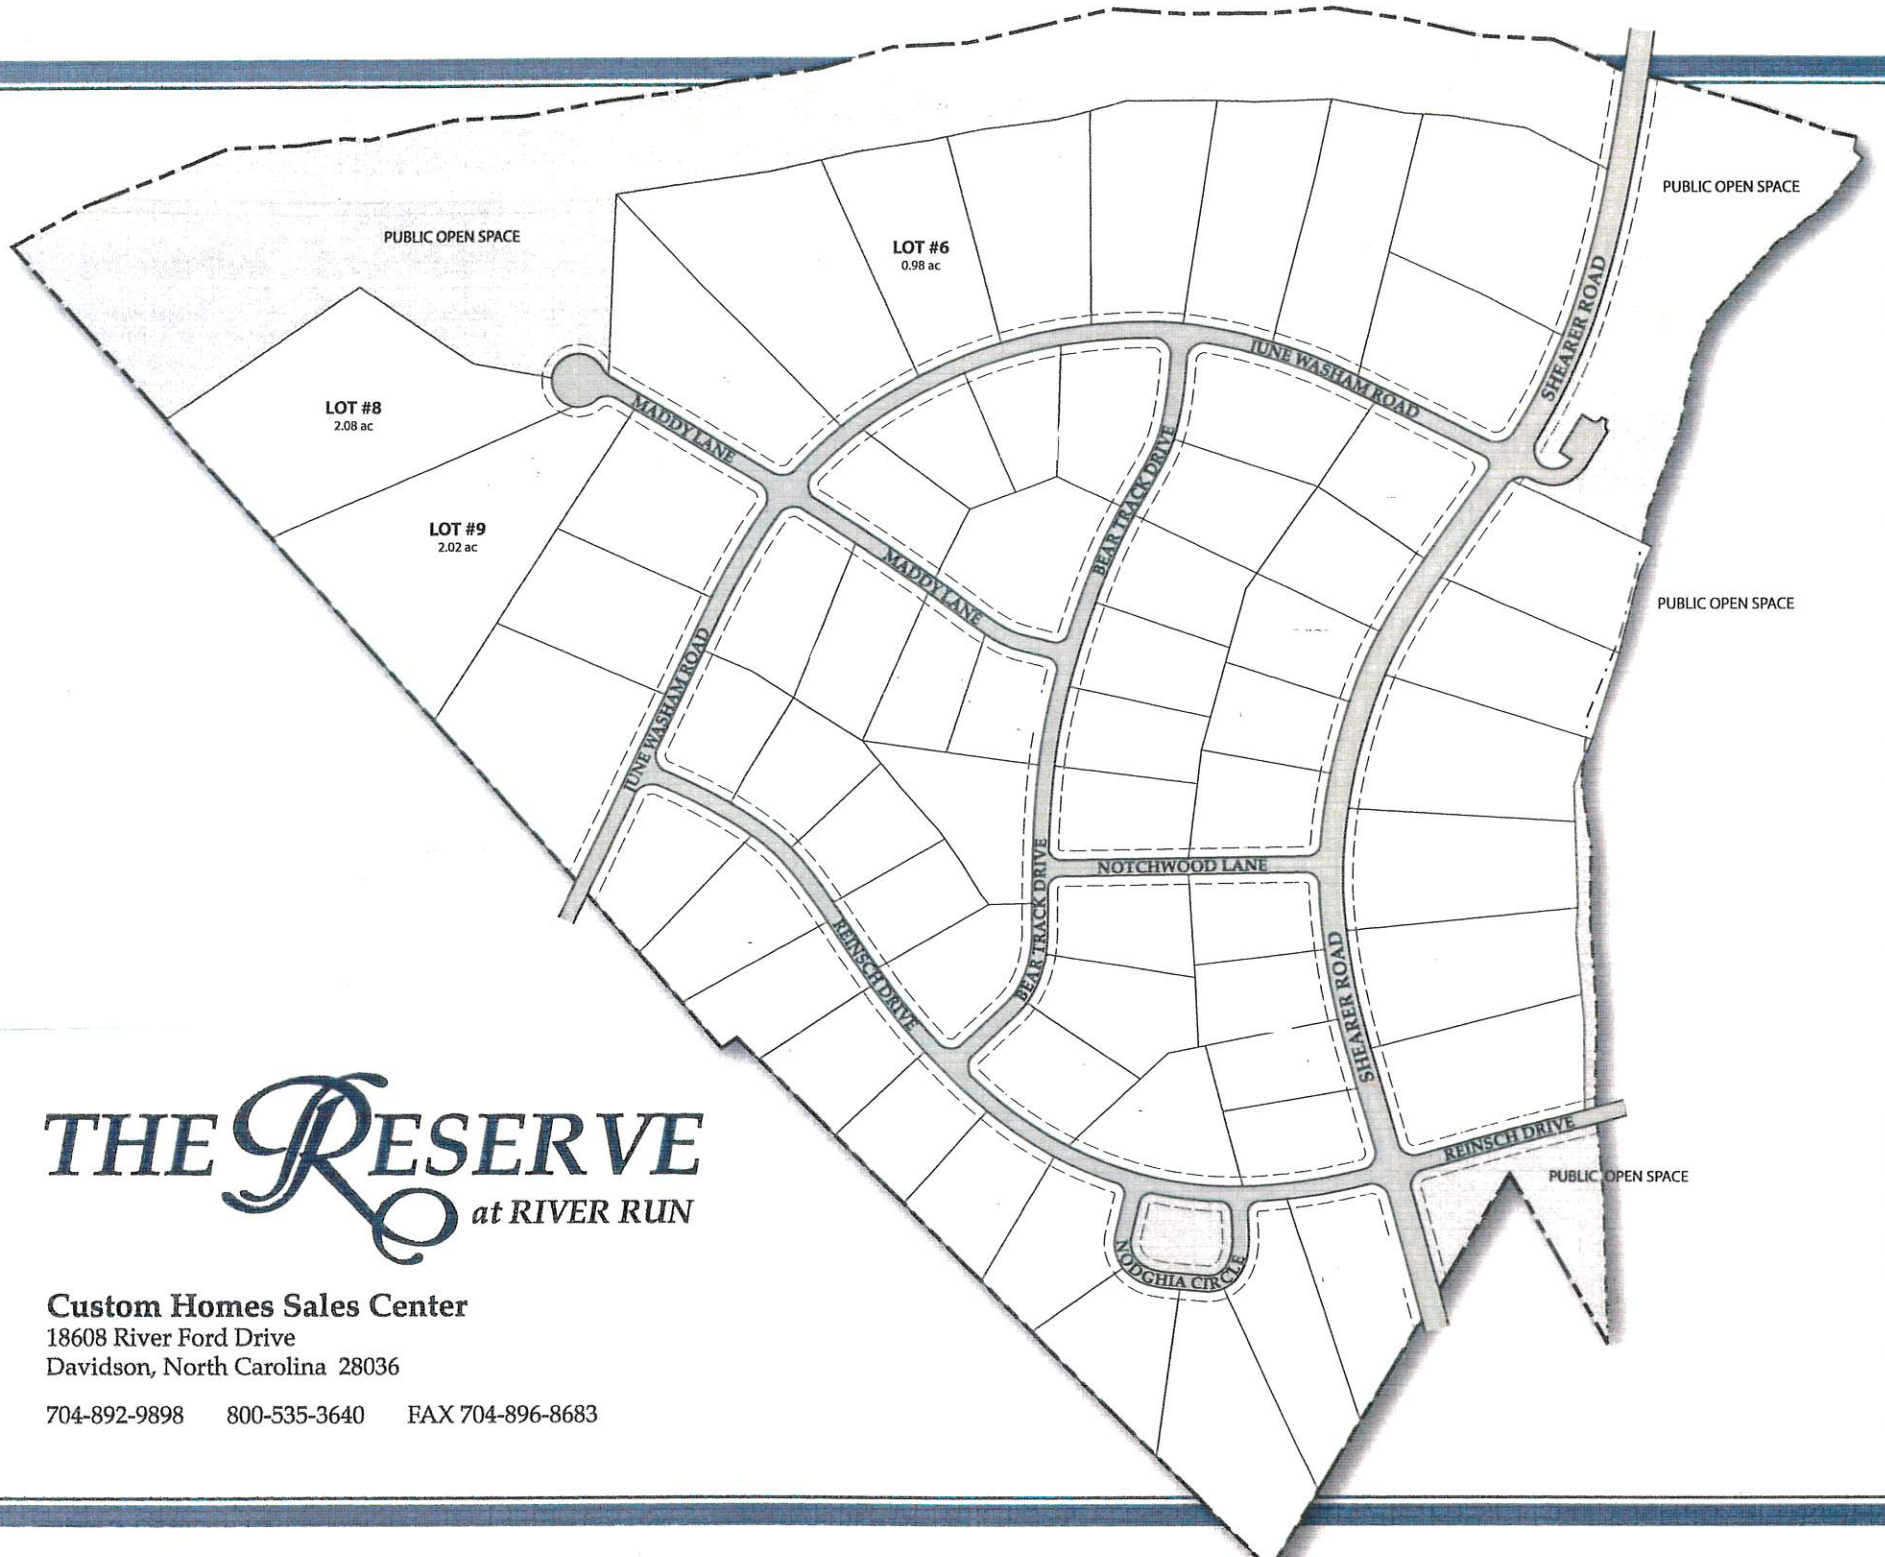 PUBLIC OPEN SPACE
PUBLIC OPEN SPACE
LOT #6
0.98 ac
SHEARER ROAD
JUNE WASHAM ROAD
LOT #8
2.08 ac
MADDY LANE
BEAR TRACK DRIVE
LOT #9
2.02 ac
MADDY LANE
PUBLIC OPEN SPACE
JUNE WASHAM ROAD
NOTCHWOOD LANE
BEAR TRACK DRIVE
REINSCH DRIVE
SHEARER ROAD
REINSCH DRIVE
PUBLIC OPEN SPACE
NODGHIA CIRCLE
THE RESERVE
at RIVER RUN
Custom Homes Sales Center
18608 River Ford Drive
Davidson, North Carolina 28036
704-892-9898 800-535-3640 FAX 704-896-8683